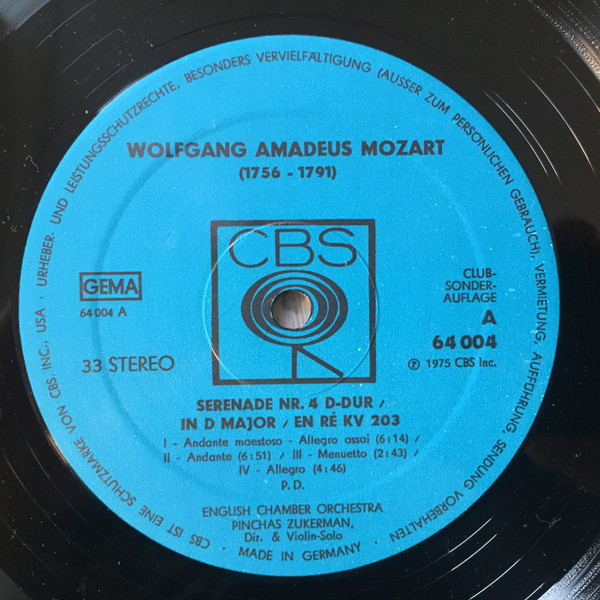 URHEBER- UND LEISTUNGSSCHUTZRECHTE, BESONDERS VERVIELFÄLTIGUNG (AUSSER ZUM PERSÖNLICHEN GEBRAUCH), VERMIETUNG, AUFFÜHRUNG, SENDUNG VORBEHALTEN
WOLFGANG AMADEUS MOZART
(1756 - 1791)
CBS
GEMA
64 004 A
33 STEREO
CLUB-
SONDER-
AUFLAGE
A
64 004
℗ 1975 CBS Inc.
SERENADE NR. 4 D-DUR /
IN D MAJOR / EN RÉ KV 203
I - Andante maestoso - Allegro assai (6:14) /
II - Andante (6:51) / III - Menuetto (2:43) /
IV - Allegro (4:46)
P. D.
ENGLISH CHAMBER ORCHESTRA
PINCHAS ZUKERMAN,
Dir. & Violin-Solo
CBS IST EINE SCHUTZMARKE VON CBS, INC., USA · MADE IN GERMANY ·